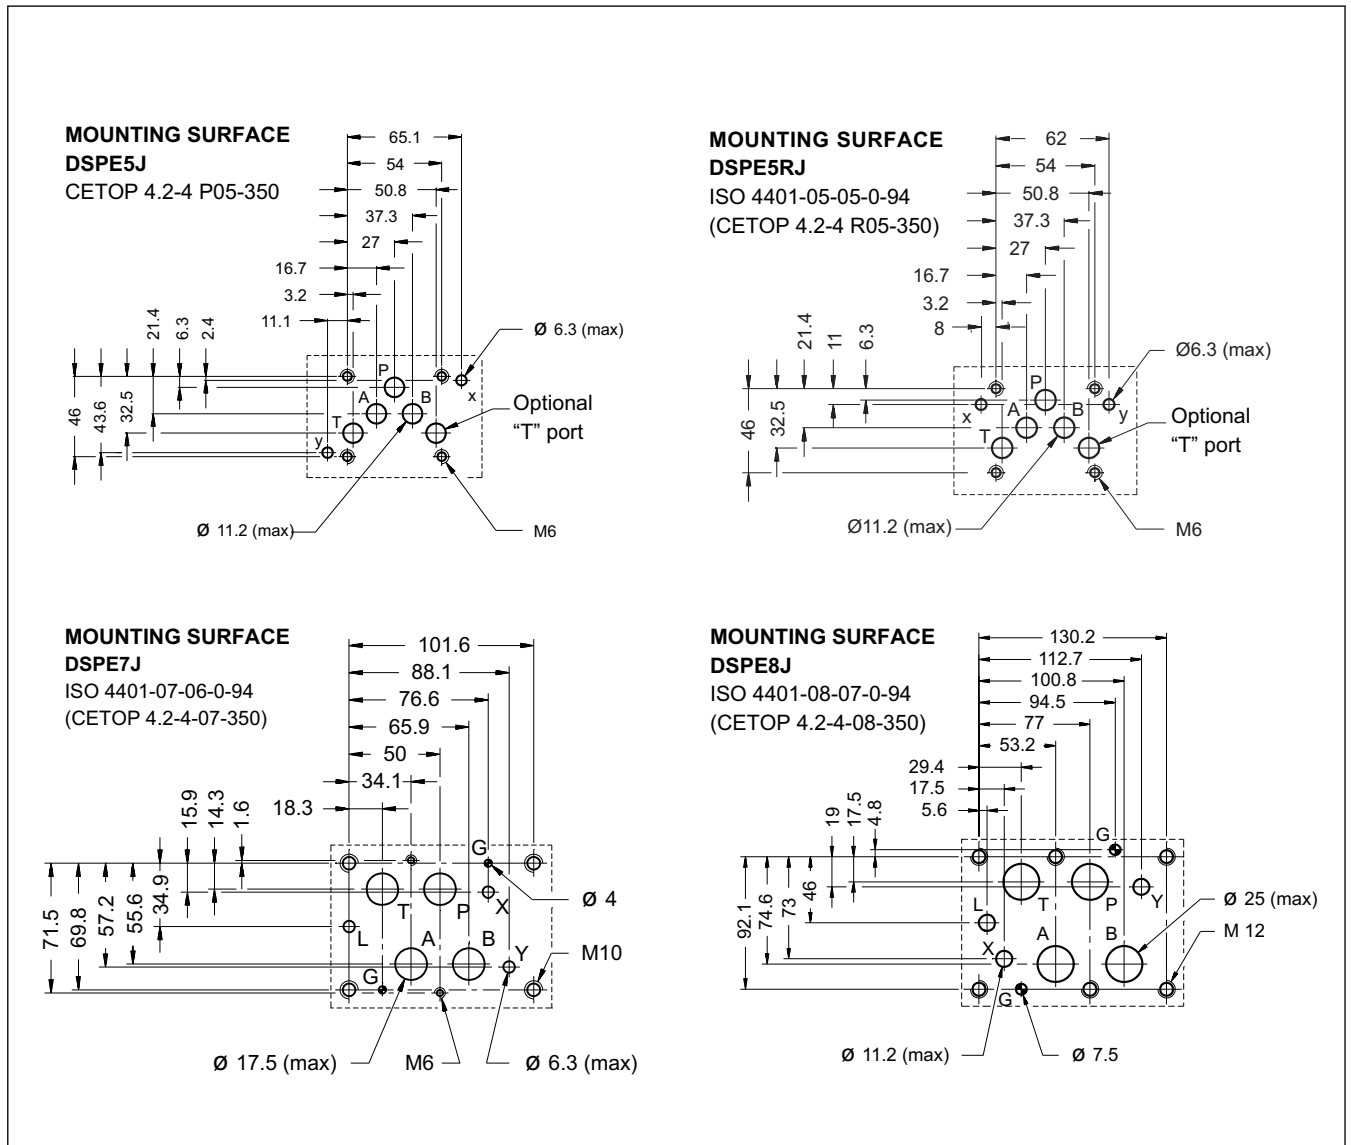 MOUNTING SURFACE
DSPE5J
CETOP 4.2-4 P05-350
65.1
54
50.8
37.3
27
16.7
3.2
11.1
21.4
6.3
2.4
46
43.6
32.5
Ø 6.3 (max)
P
x
A
B
T
y
Optional
“T” port
Ø 11.2 (max)
M6
MOUNTING SURFACE
DSPE5RJ
ISO 4401-05-05-0-94
(CETOP 4.2-4 R05-350)
62
54
50.8
37.3
27
16.7
3.2
8
21.4
11
6.3
46
32.5
Ø6.3 (max)
P
x
A
B
y
T
Optional
“T” port
Ø11.2 (max)
M6
MOUNTING SURFACE
DSPE7J
ISO 4401-07-06-0-94
(CETOP 4.2-4-07-350)
101.6
88.1
76.6
65.9
50
34.1
18.3
15.9
14.3
1.6
71.5
69.8
57.2
55.6
34.9
G
Ø 4
T
P
X
L
A
B
Y
M10
G
Ø 17.5 (max)
M6
Ø 6.3 (max)
MOUNTING SURFACE
DSPE8J
ISO 4401-08-07-0-94
(CETOP 4.2-4-08-350)
130.2
112.7
100.8
94.5
77
53.2
29.4
17.5
5.6
19
17.5
4.8
92.1
74.6
73
46
G
T
P
Y
L
Ø 25 (max)
X
A
B
M 12
G
Ø 11.2 (max)
Ø 7.5